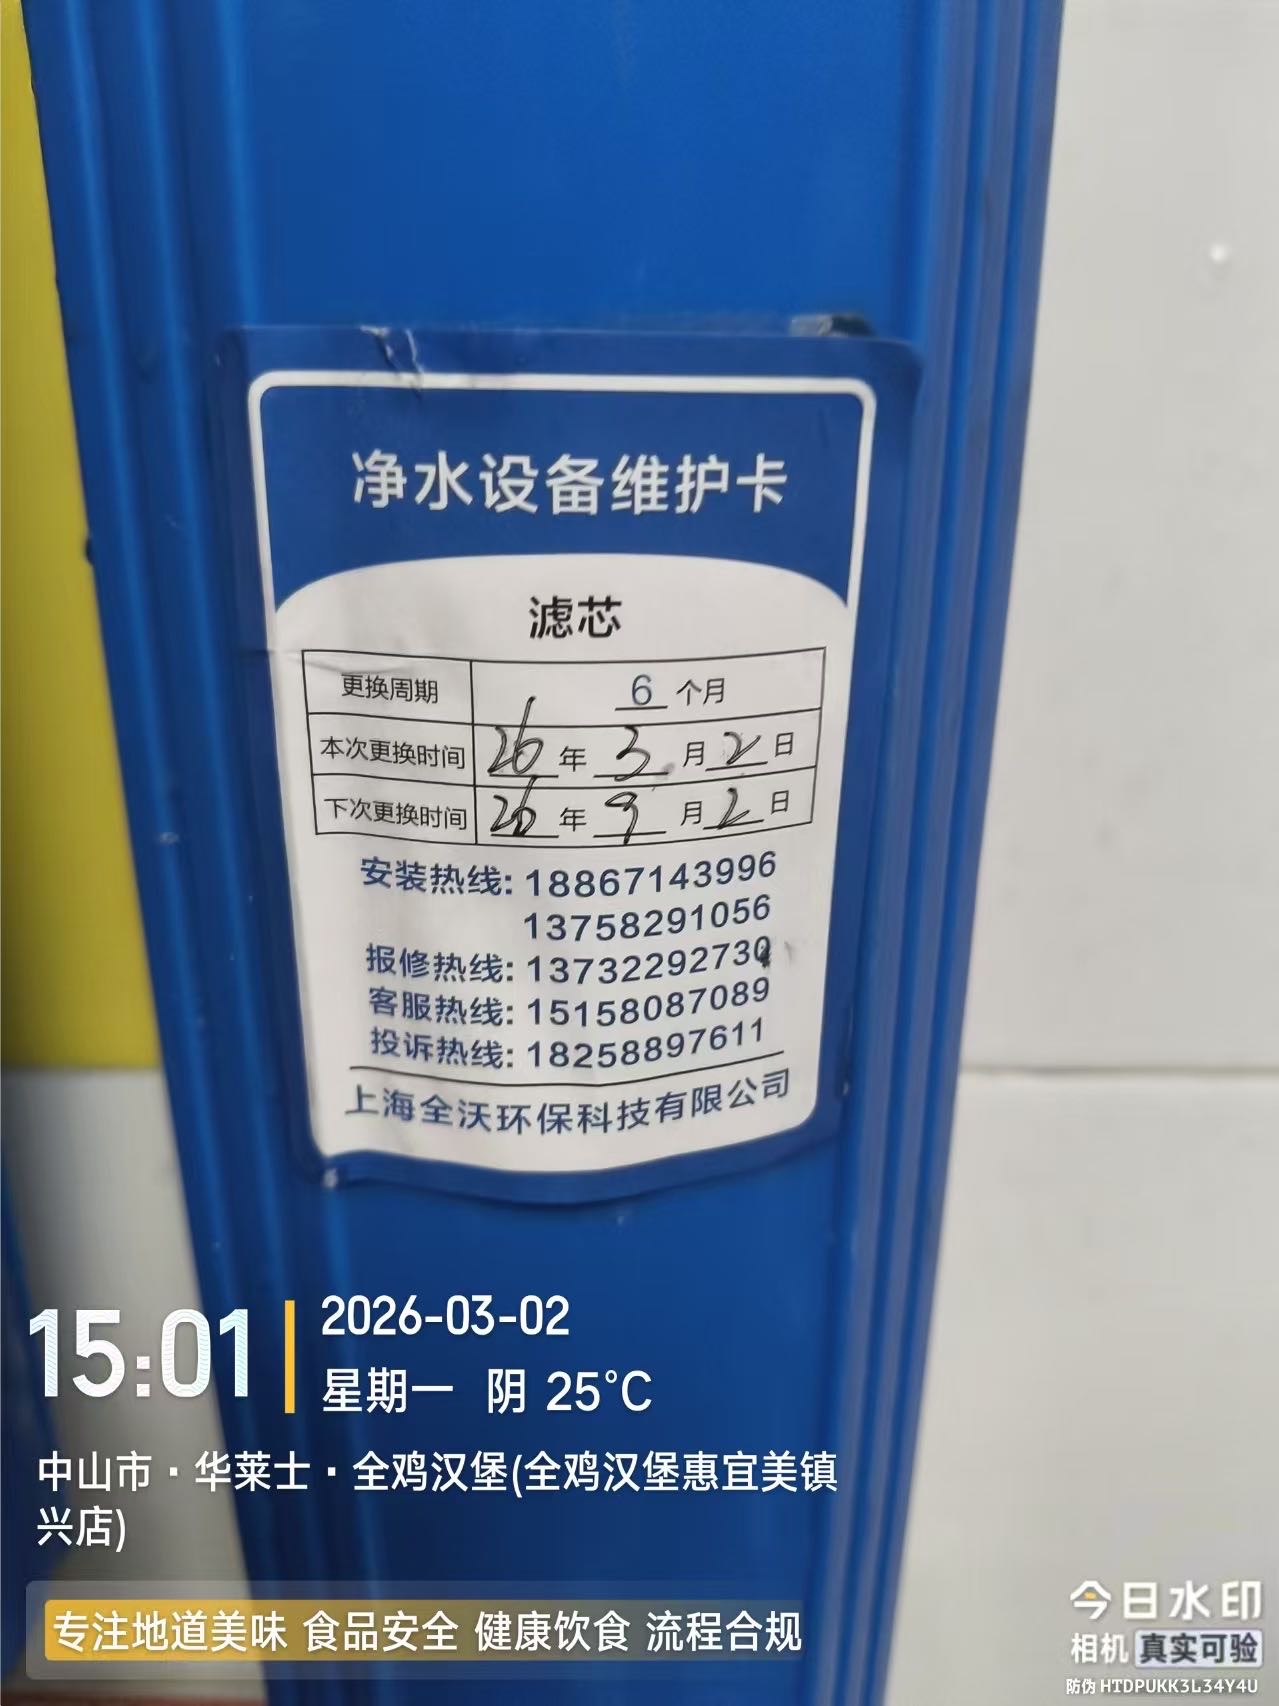 净水设备维护卡
滤芯
更换周期 6 个月
本次更换时间 26 年 3 月 2 日
下次更换时间 26 年 9 月 2 日
安装热线: 18867143996
13758291056
报修热线: 13732292730
客服热线: 15158087089
投诉热线: 18258897611
上海全沃环保科技有限公司
15:01
2026-03-02
星期一 阴 25°C
中山市·华莱士·全鸡汉堡(全鸡汉堡惠宜美镇
兴店)
专注地道美味 食品安全 健康饮食 流程合规
今日水印
相机 真实可验
防伪 HTDPUKK3L34Y4U